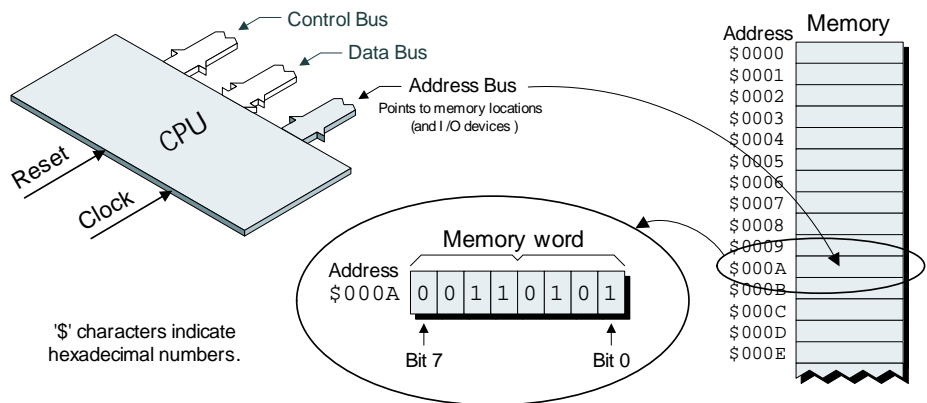 Control Bus
Data Bus
Address Bus
Points to memory locations
(and I /O devices )
CPU
Reset
Clock
Memory word
Address
$000A 0 0 1 1 0 1 0 1
Bit 7 Bit 0
'$' characters indicate
hexadecimal numbers.
Memory
Address
$0000
$0001
$0002
$0003
$0004
$0005
$0006
$0007
$0008
$0009
$000A
$000B
$000C
$000D
$000E